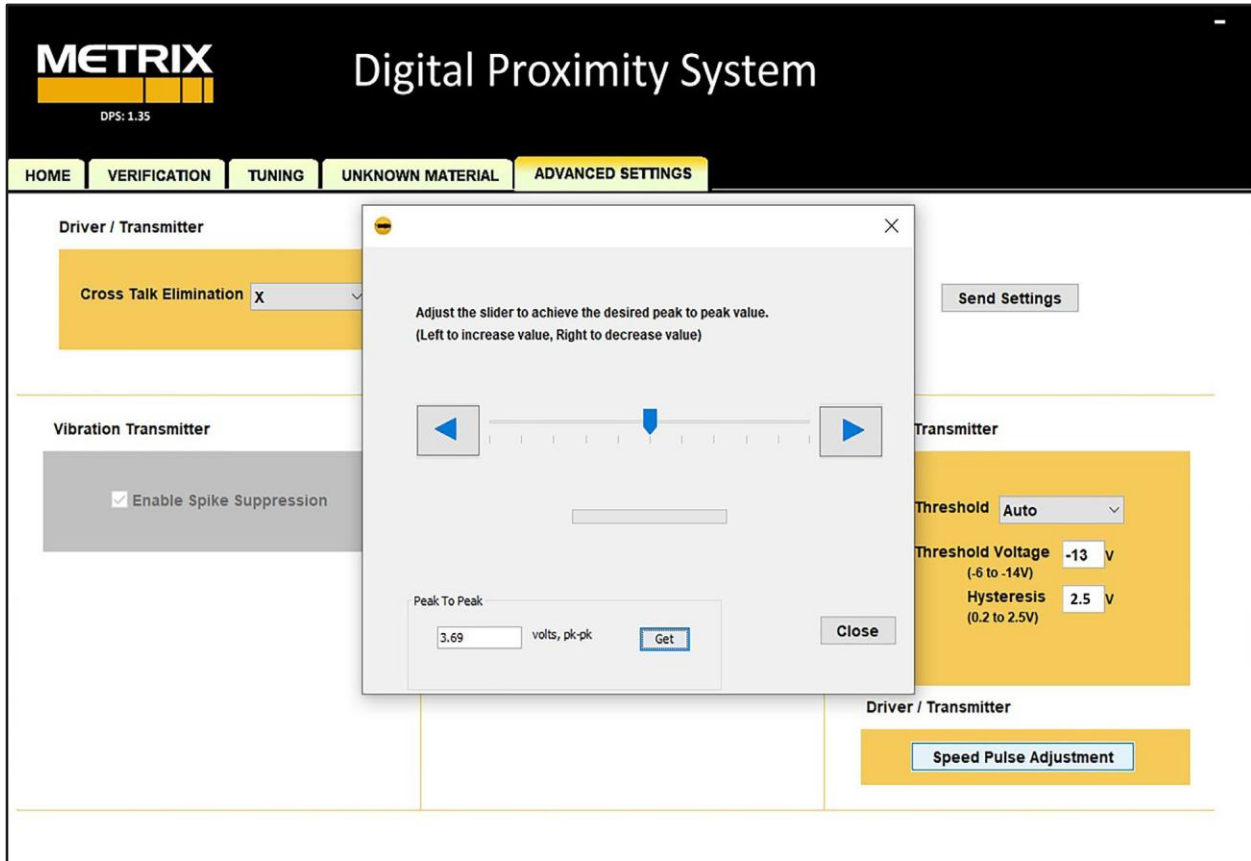 METRIX
Digital Proximity System
DPS: 1.35
HOME
VERIFICATION
TUNING
UNKNOWN MATERIAL
ADVANCED SETTINGS
Driver / Transmitter
Cross Talk Elimination X
Send Settings
Adjust the slider to achieve the desired peak to peak value.
(Left to increase value, Right to decrease value)
Peak To Peak
3.69 volts, pk-pk Get
Close
Vibration Transmitter
Enable Spike Suppression
Transmitter
Threshold Auto
Threshold Voltage -13 V
(-6 to -14V)
Hysteresis 2.5 V
(0.2 to 2.5V)
Driver / Transmitter
Speed Pulse Adjustment